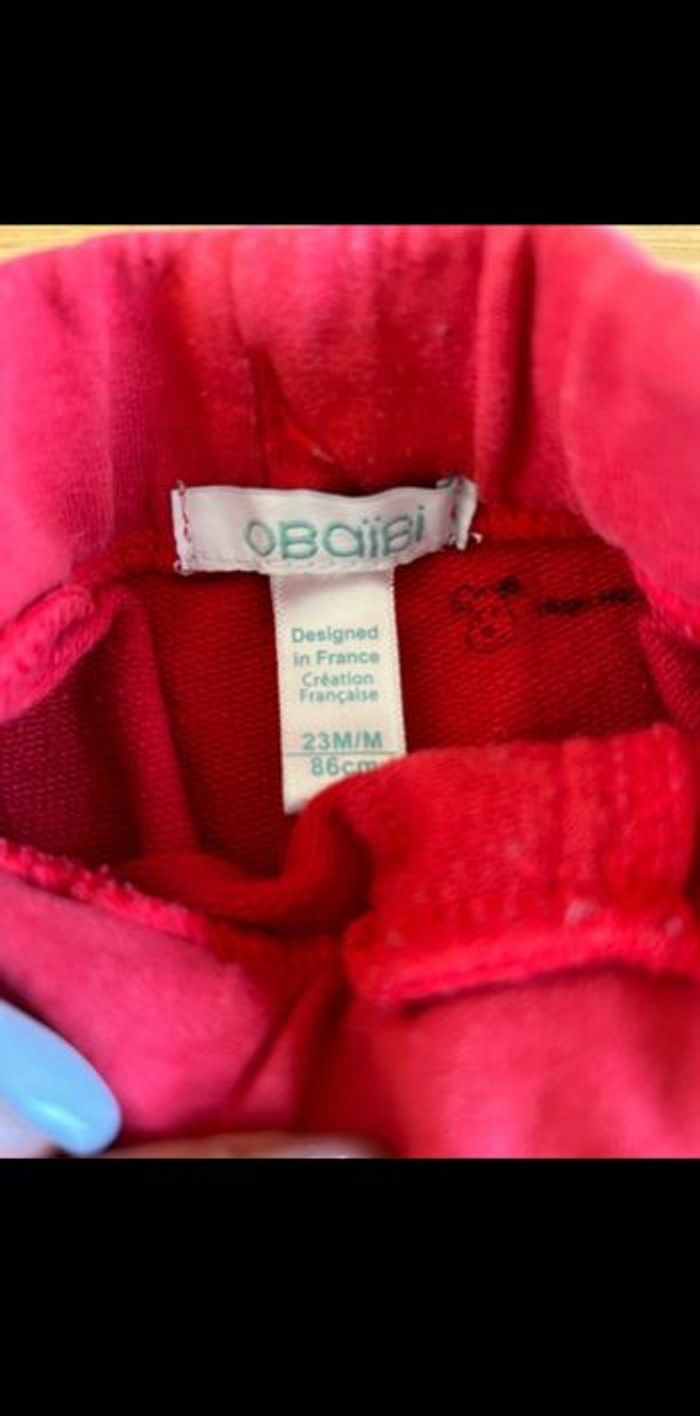 OBaïBi
Designed
in France
Création
Française
23M/M
86cm